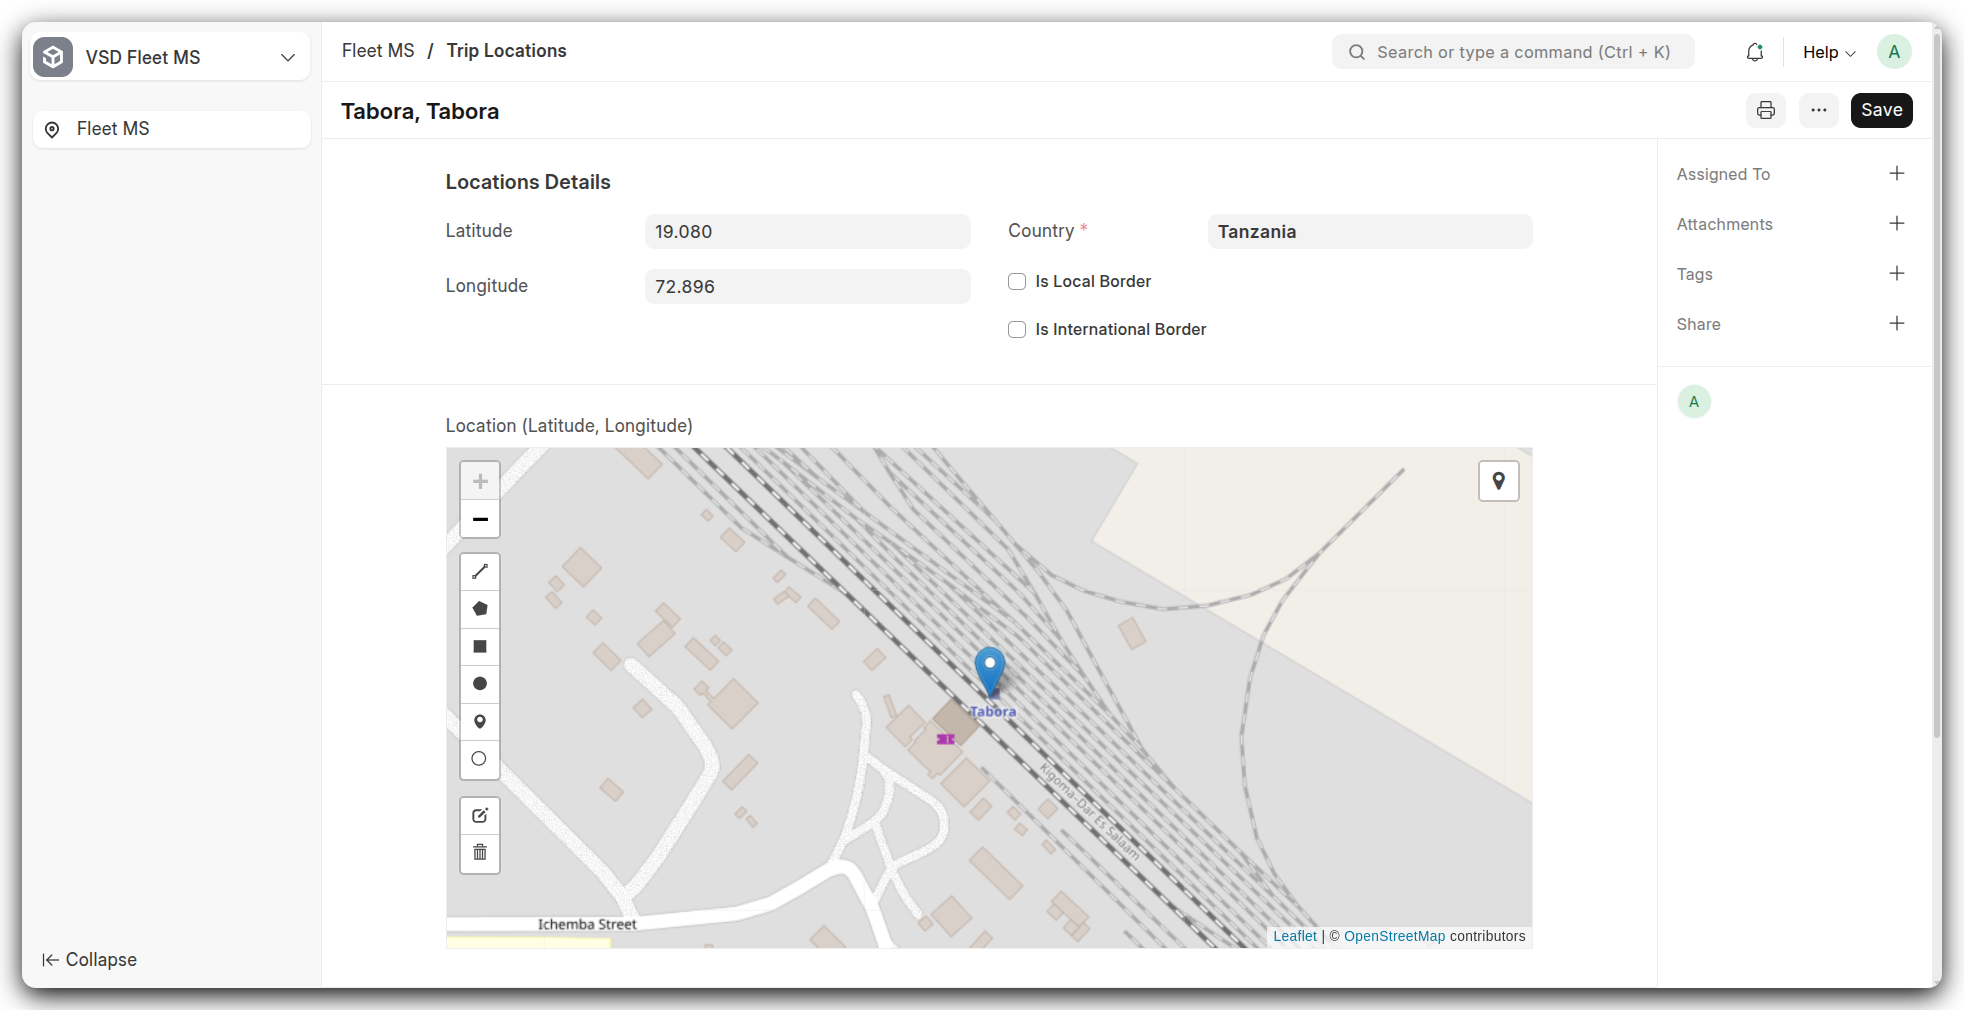 VSD Fleet MS
Fleet MS / Trip Locations
Search or type a command (Ctrl + K)
Help
A
Fleet MS
Tabora, Tabora
Save
Locations Details
Latitude
19.080
Country *
Tanzania
Longitude
72.896
Is Local Border
Is International Border
Assigned To
Attachments
Tags
Share
A
Location (Latitude, Longitude)
Tabora
Kigoma-Dar Es Salaam
Ichemba Street
Leaflet | © OpenStreetMap contributors
Collapse